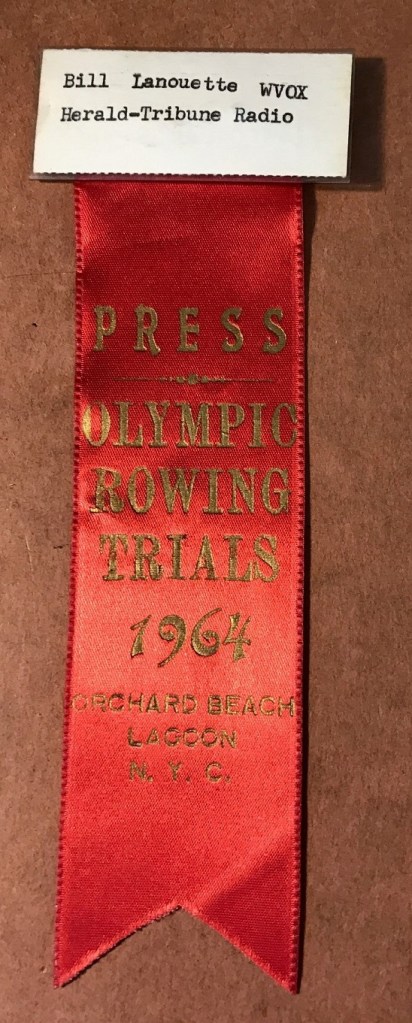 Bill Lanouette WVOX
Herald-Tribune Radio
PRESS
OLYMPIC
ROWING
TRIALS
1964
ORCHARD BEACH
LAGOON
N. Y. C.